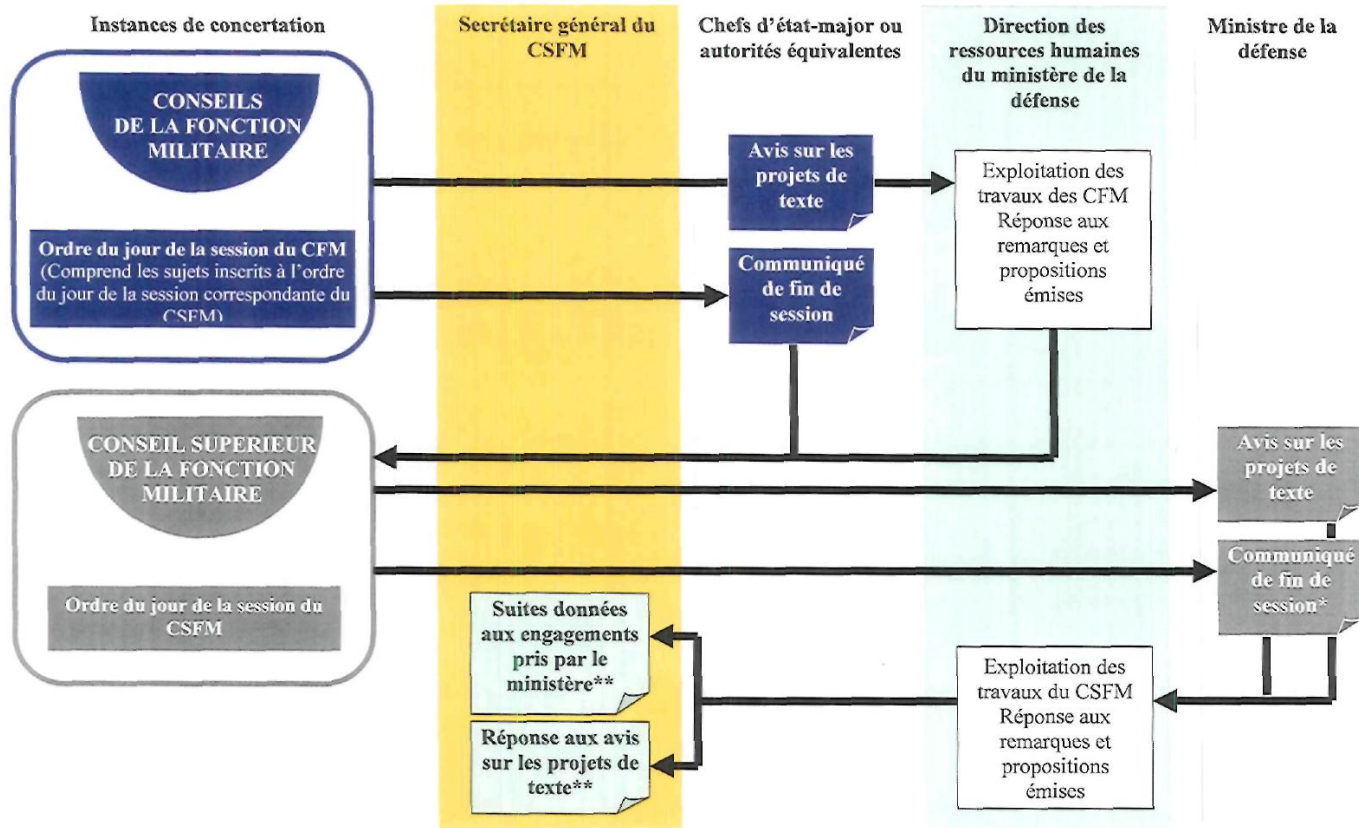 Instances de concertation
Secrétaire général du
CSFM
Chefs d'état-major ou
autorités équivalentes
Direction des
ressources humaines
du ministère de la
défense
Ministre de la
défense
CONSEILS
DE LA FONCTION
MILITAIRE
Ordre du jour de la session du CFM
(Comprend les sujets inscrits à l'ordre
du jour de la session correspondante du
CSFM)
Avis sur les
projets de
texte
Communiqué
de fin de
session
Exploitation des
travaux des CFM
Réponse aux
remarques et
propositions
émises
CONSEIL SUPERIEUR
DE LA FONCTION
MILITAIRE
Ordre du jour de la session du
CSFM
Avis sur les
projets de
texte
Communiqué
de fin de
session*
Suites données
aux engagements
pris par le
ministère**
Réponse aux avis
sur les projets de
texte**
Exploitation des
travaux du CSFM
Réponse aux
remarques et
propositions
émises